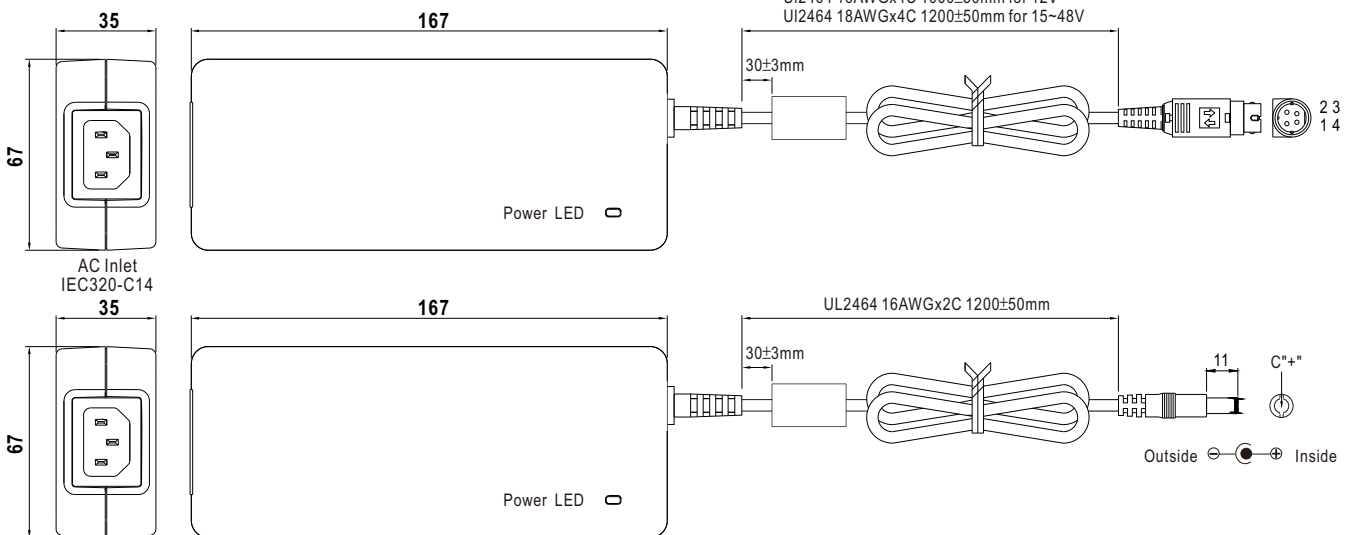 Ul2464 18AWGx4C 1200±50mm for 15~48V
35
167
30±3mm
2 3
1 4
67
Power LED
AC Inlet
IEC320-C14
35
167
UL2464 16AWGx2C 1200±50mm
30±3mm
11
C"+"
67
Outside
Inside
Power LED